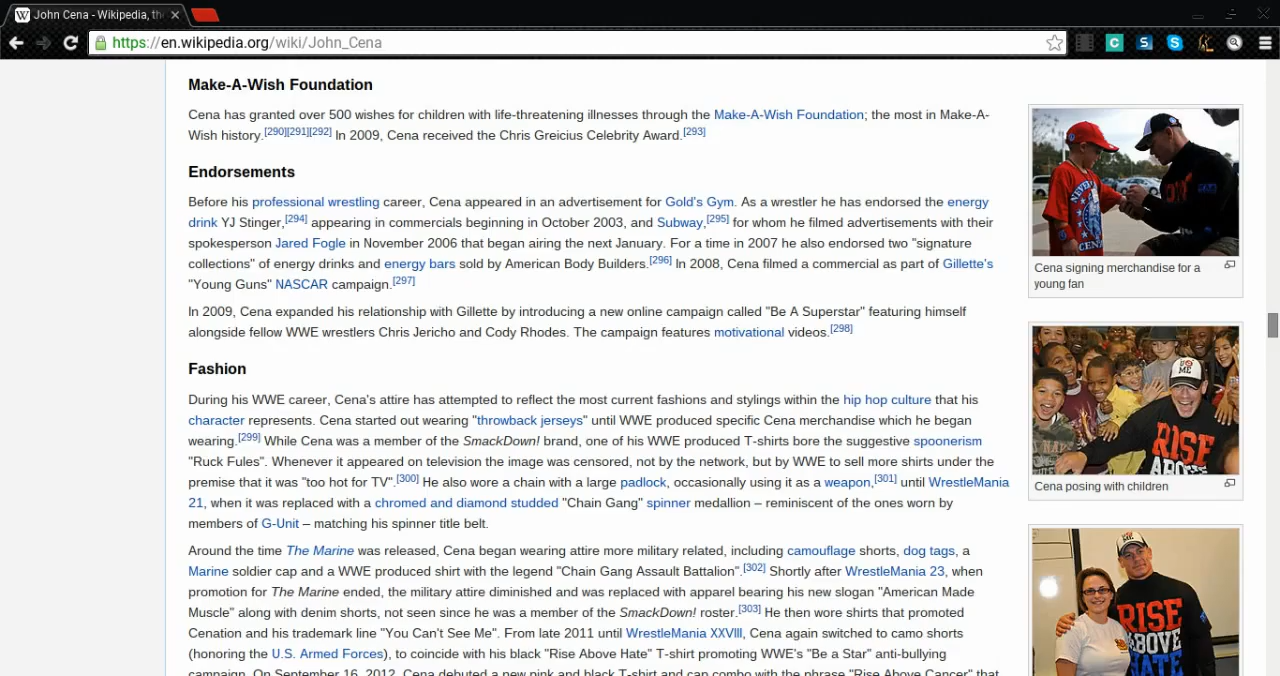 John Cena - Wikipedia, the
https://en.wikipedia.org/wiki/John_Cena
Make-A-Wish Foundation
Cena has granted over 500 wishes for children with life-threatening illnesses through the Make-A-Wish Foundation; the most in Make-A-
Wish history.[290][291][292] In 2009, Cena received the Chris Greicius Celebrity Award.[293]
Endorsements
Before his professional wrestling career, Cena appeared in an advertisement for Gold's Gym. As a wrestler he has endorsed the energy
drink YJ Stinger,[294] appearing in commercials beginning in October 2003, and Subway,[295] for whom he filmed advertisements with their
spokesperson Jared Fogle in November 2006 that began airing the next January. For a time in 2007 he also endorsed two "signature
collections" of energy drinks and energy bars sold by American Body Builders.[296] In 2008, Cena filmed a commercial as part of Gillette's
"Young Guns" NASCAR campaign.[297]
In 2009, Cena expanded his relationship with Gillette by introducing a new online campaign called "Be A Superstar" featuring himself
alongside fellow WWE wrestlers Chris Jericho and Cody Rhodes. The campaign features motivational videos.[298]
Fashion
During his WWE career, Cena's attire has attempted to reflect the most current fashions and stylings within the hip hop culture that his
character represents. Cena started out wearing "throwback jerseys" until WWE produced specific Cena merchandise which he began
wearing.[299] While Cena was a member of the SmackDown! brand, one of his WWE produced T-shirts bore the suggestive spoonerism
"Ruck Fules". Whenever it appeared on television the image was censored, not by the network, but by WWE to sell more shirts under the
premise that it was "too hot for TV".[300] He also wore a chain with a large padlock, occasionally using it as a weapon,[301] until WrestleMania
21, when it was replaced with a chromed and diamond studded "Chain Gang" spinner medallion – reminiscent of the ones worn by
members of G-Unit – matching his spinner title belt.
Around the time The Marine was released, Cena began wearing attire more military related, including camouflage shorts, dog tags, a
Marine soldier cap and a WWE produced shirt with the legend "Chain Gang Assault Battalion".[302] Shortly after WrestleMania 23, when
promotion for The Marine ended, the military attire diminished and was replaced with apparel bearing his new slogan "American Made
Muscle" along with denim shorts, not seen since he was a member of the SmackDown! roster.[303] He then wore shirts that promoted
Cenation and his trademark line "You Can't See Me". From late 2011 until WrestleMania XXVIII, Cena again switched to camo shorts
(honoring the U.S. Armed Forces), to coincide with his black "Rise Above Hate" T-shirt promoting WWE's "Be a Star" anti-bullying
campaign. On September 16, 2012, Cena debuted a new pink and black T-shirt and cap combo with the phrase "Rise Above Cancer" that
NEVER
CENA
Cena signing merchandise for a
young fan
RISE
ABOVE
Cena posing with children
RISE
ABOVE
HATE